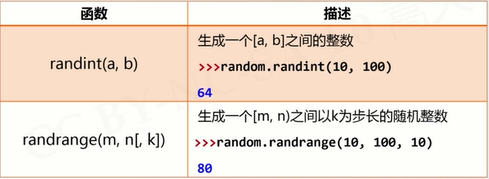 函数 描述
randint(a, b)
生成一个[a, b]之间的整数
>>>random.randint(10, 100)
64
randrange(m, n[, k])
生成一个[m, n)之间以k为步长的随机整数
>>>random.randrange(10, 100, 10)
80